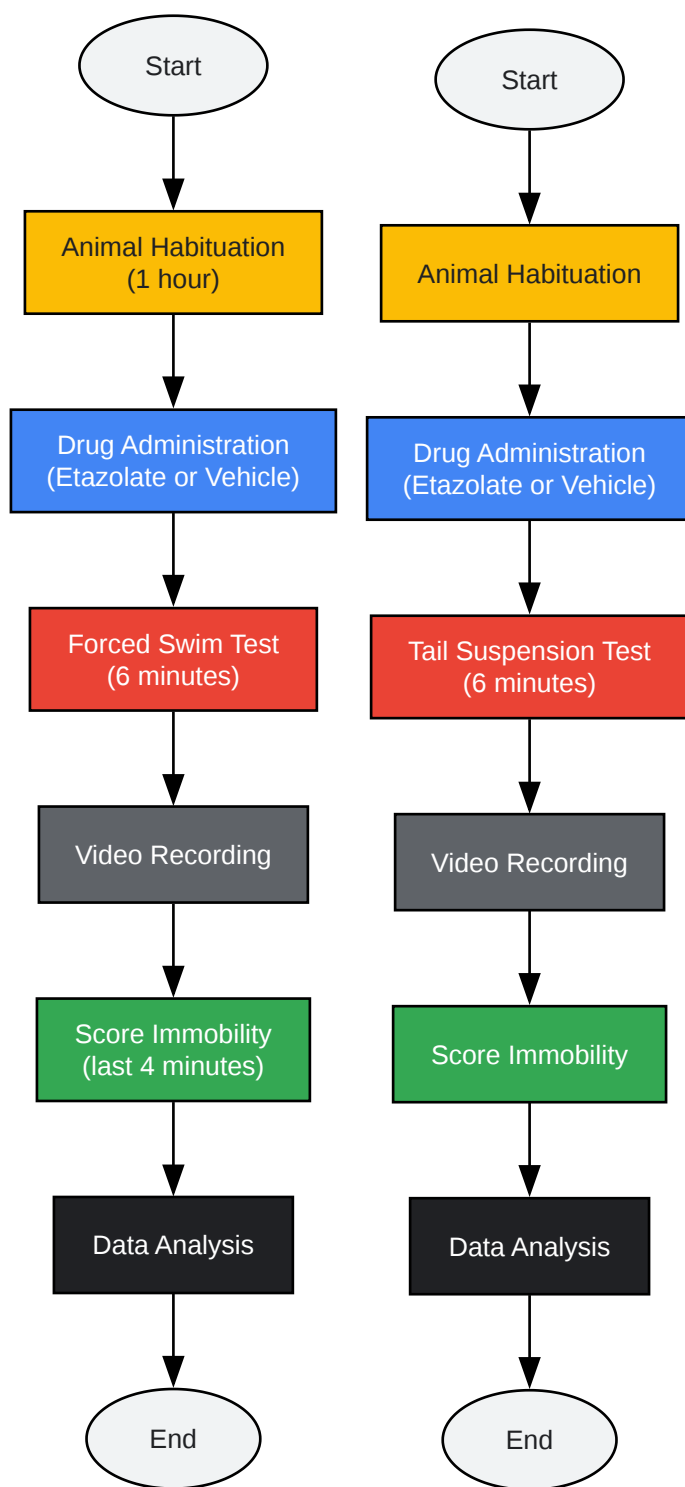 Start
Animal Habituation
(1 hour)
Drug Administration
(Etazolate or Vehicle)
Forced Swim Test
(6 minutes)
Video Recording
Score Immobility
(last 4 minutes)
Data Analysis
End
Start
Animal Habituation
Drug Administration
(Etazolate or Vehicle)
Tail Suspension Test
(6 minutes)
Video Recording
Score Immobility
Data Analysis
End